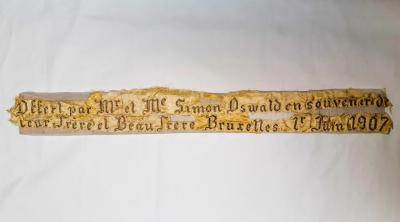 Offert par Mr et Me Simon Oswald en souvenir de
leur Frère et Beau Frère Bruxelles 1r Juin 1907